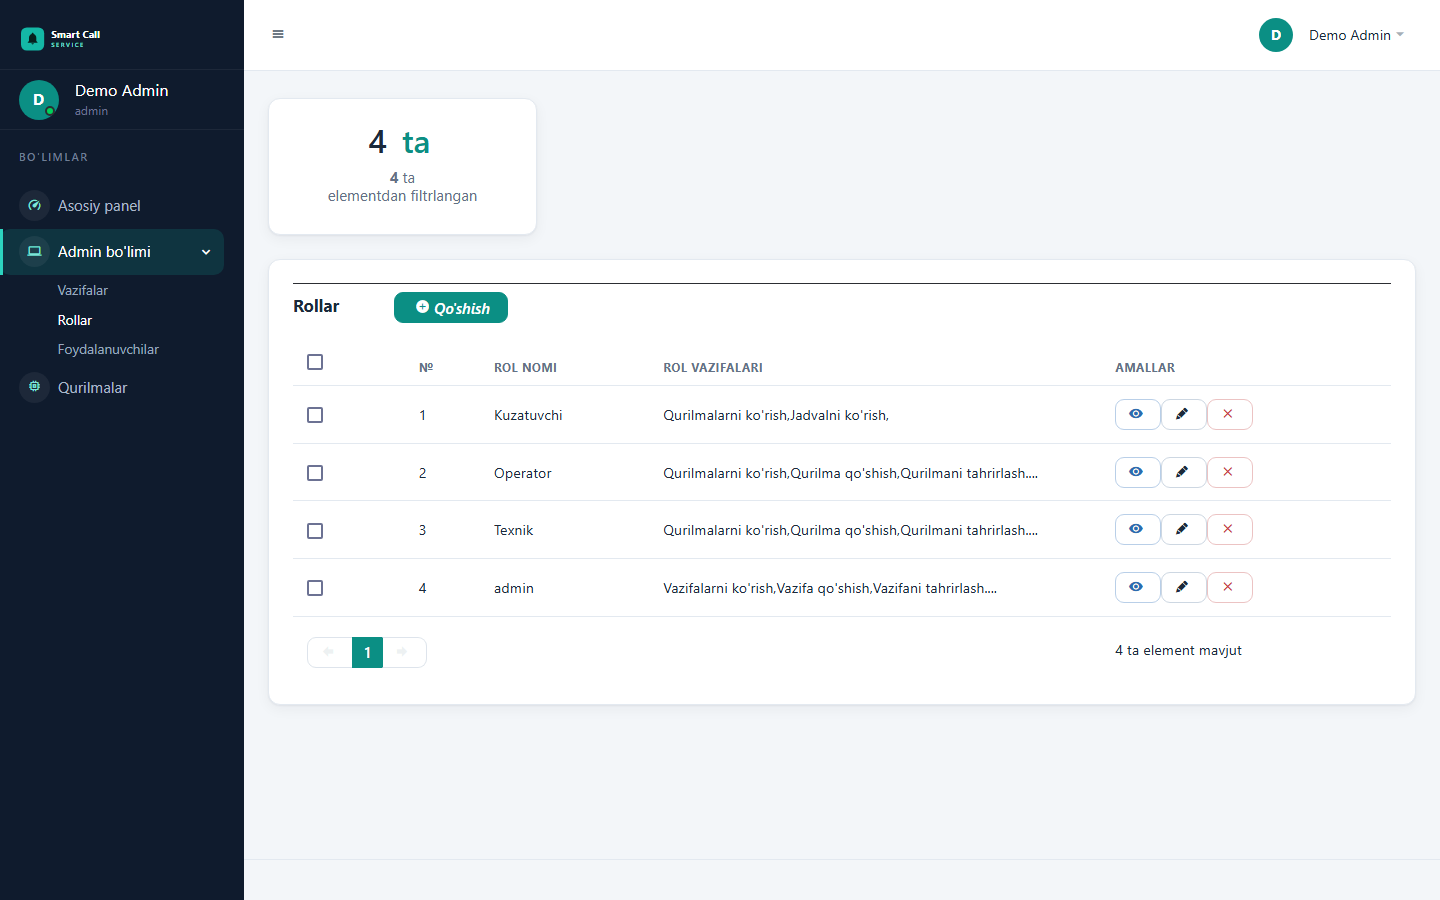 Smart Call
SERVICE
D
Demo Admin
admin
BO'LIMLAR
Asosiy panel
Admin bo'limi
Vazifalar
Rollar
Foydalanuvchilar
Qurilmalar
D
Demo Admin
4 ta
4 ta
elementdan filtrlangan
Rollar
Qo'shish
№ ROL NOMI ROL VAZIFALARI AMALLAR
1 Kuzatuvchi Qurilmalarni ko'rish,Jadvalni ko'rish,
2 Operator Qurilmalarni ko'rish,Qurilma qo'shish,Qurilmani tahrirlash....
3 Texnik Qurilmalarni ko'rish,Qurilma qo'shish,Qurilmani tahrirlash....
4 admin Vazifalarni ko'rish,Vazifa qo'shish,Vazifani tahrirlash....
1
4 ta element mavjut